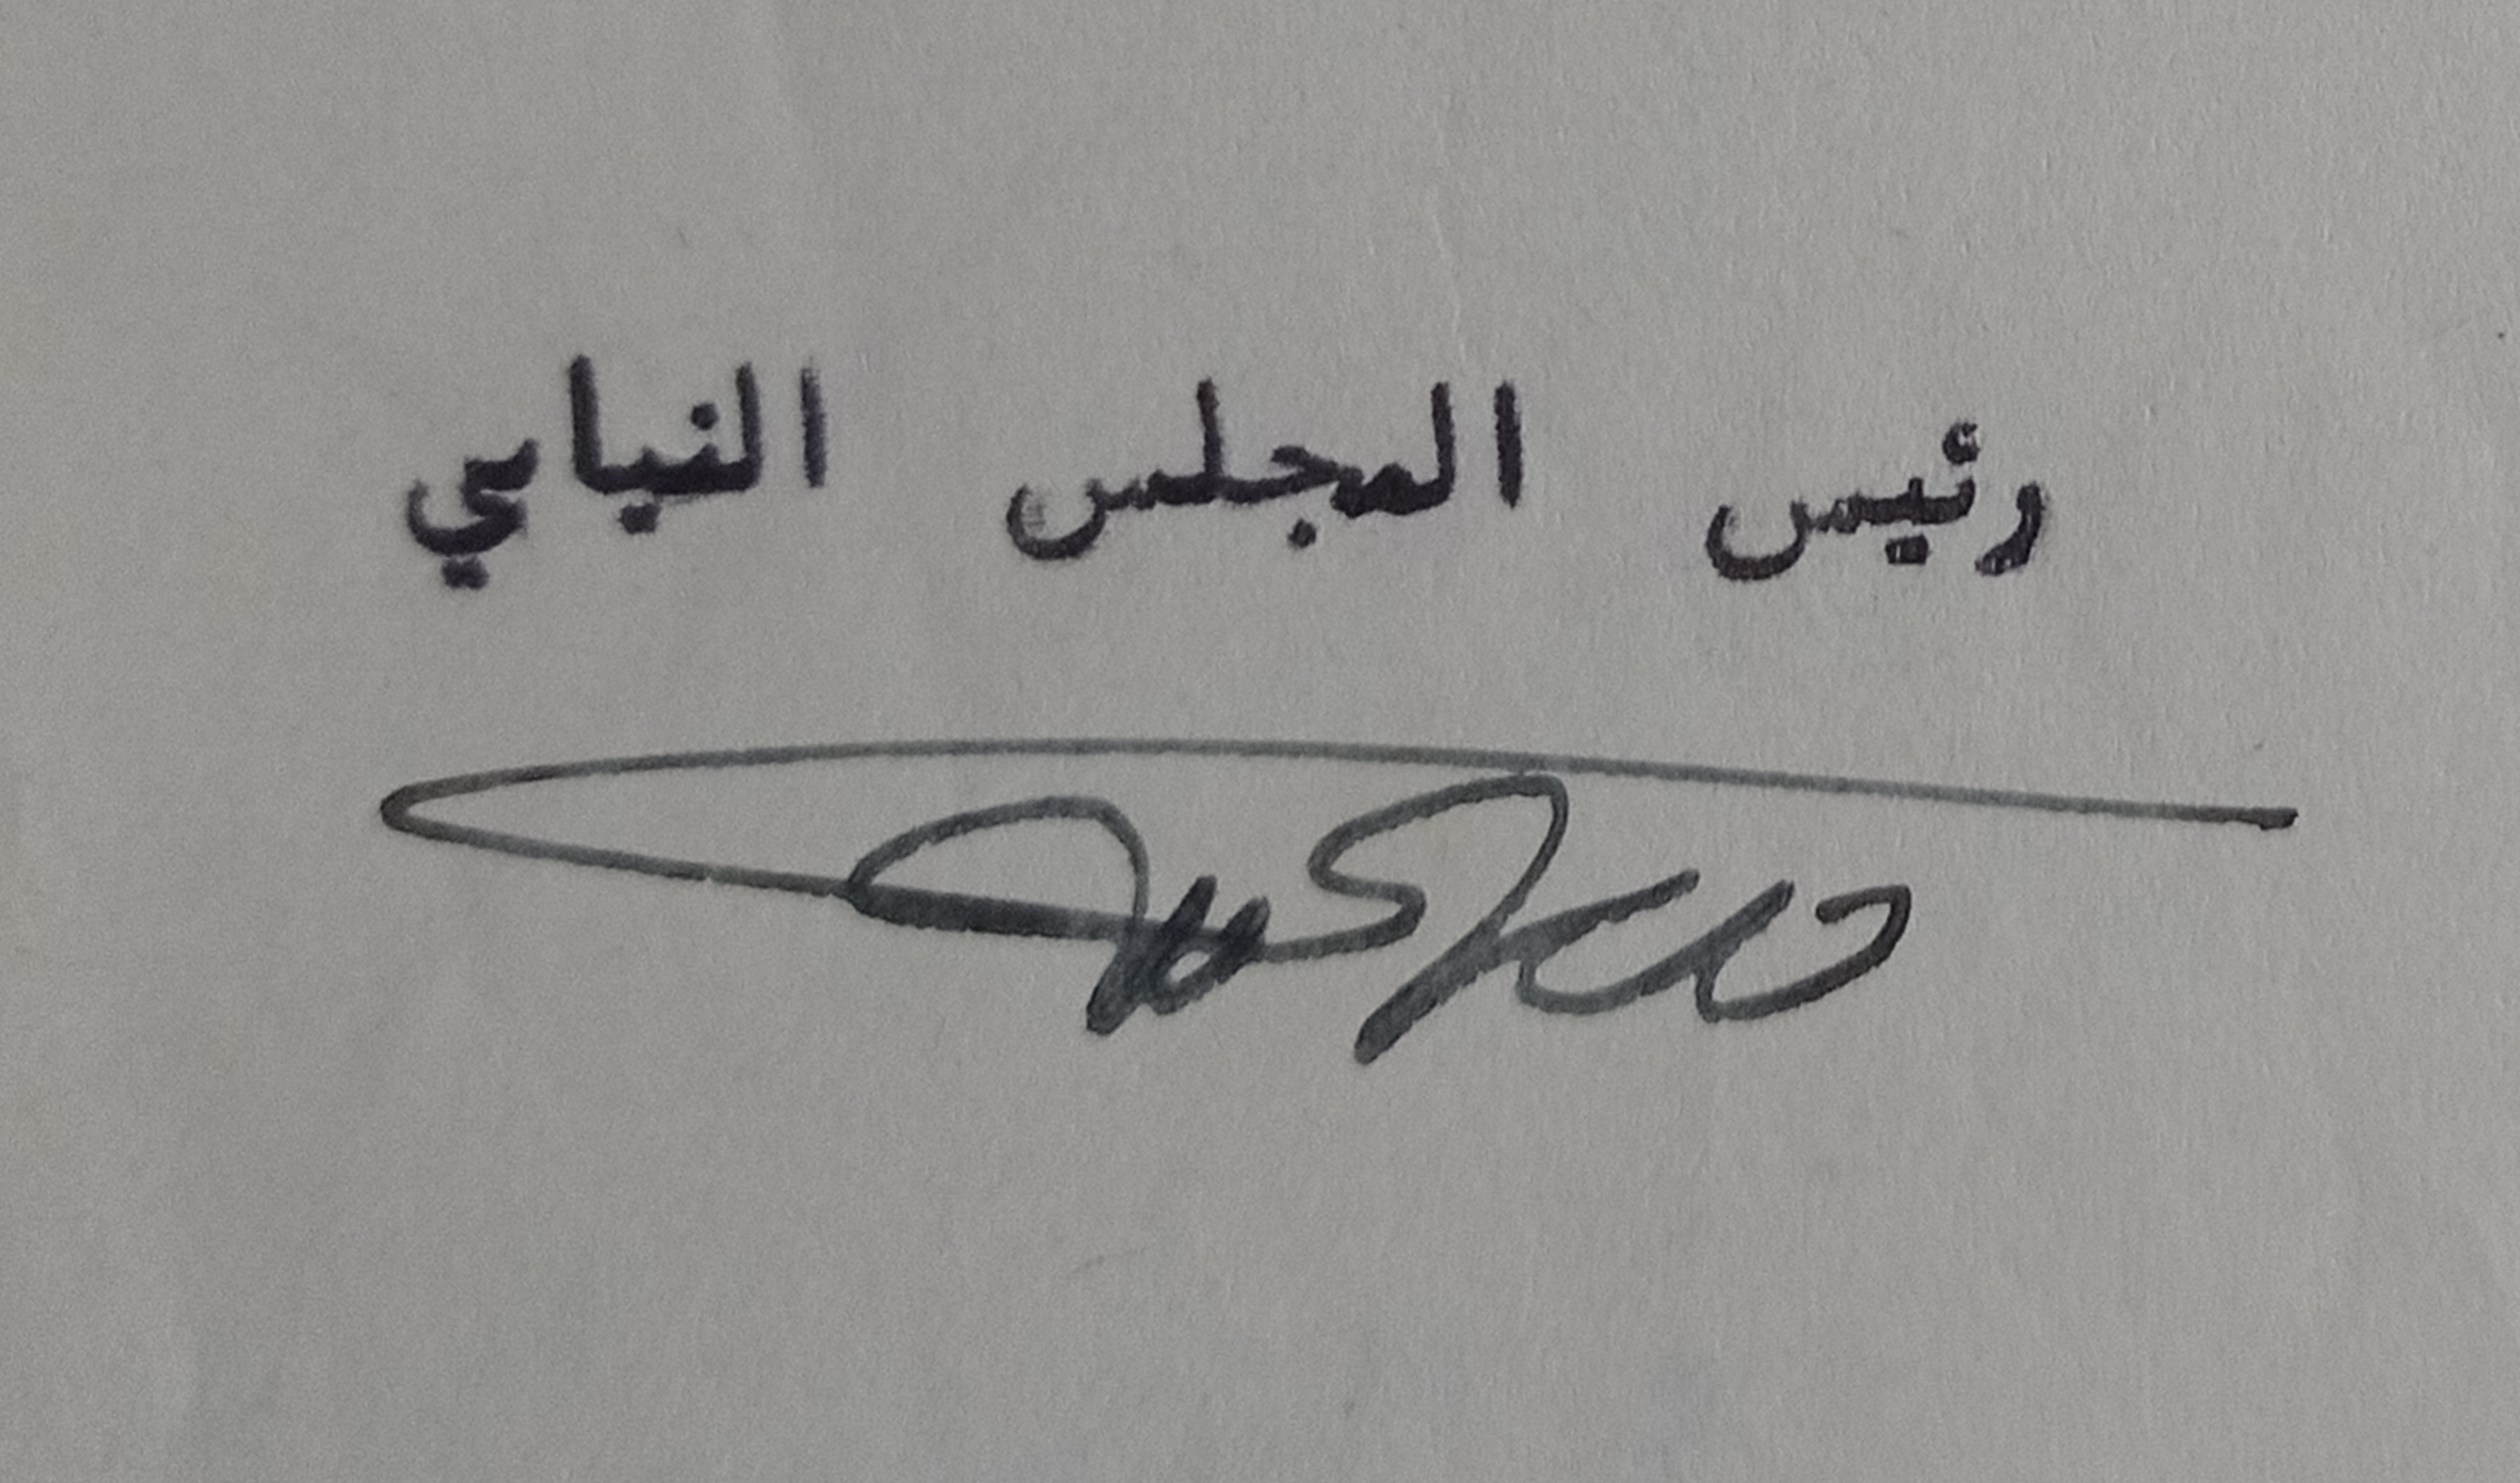 رئيس المجلس النيابي